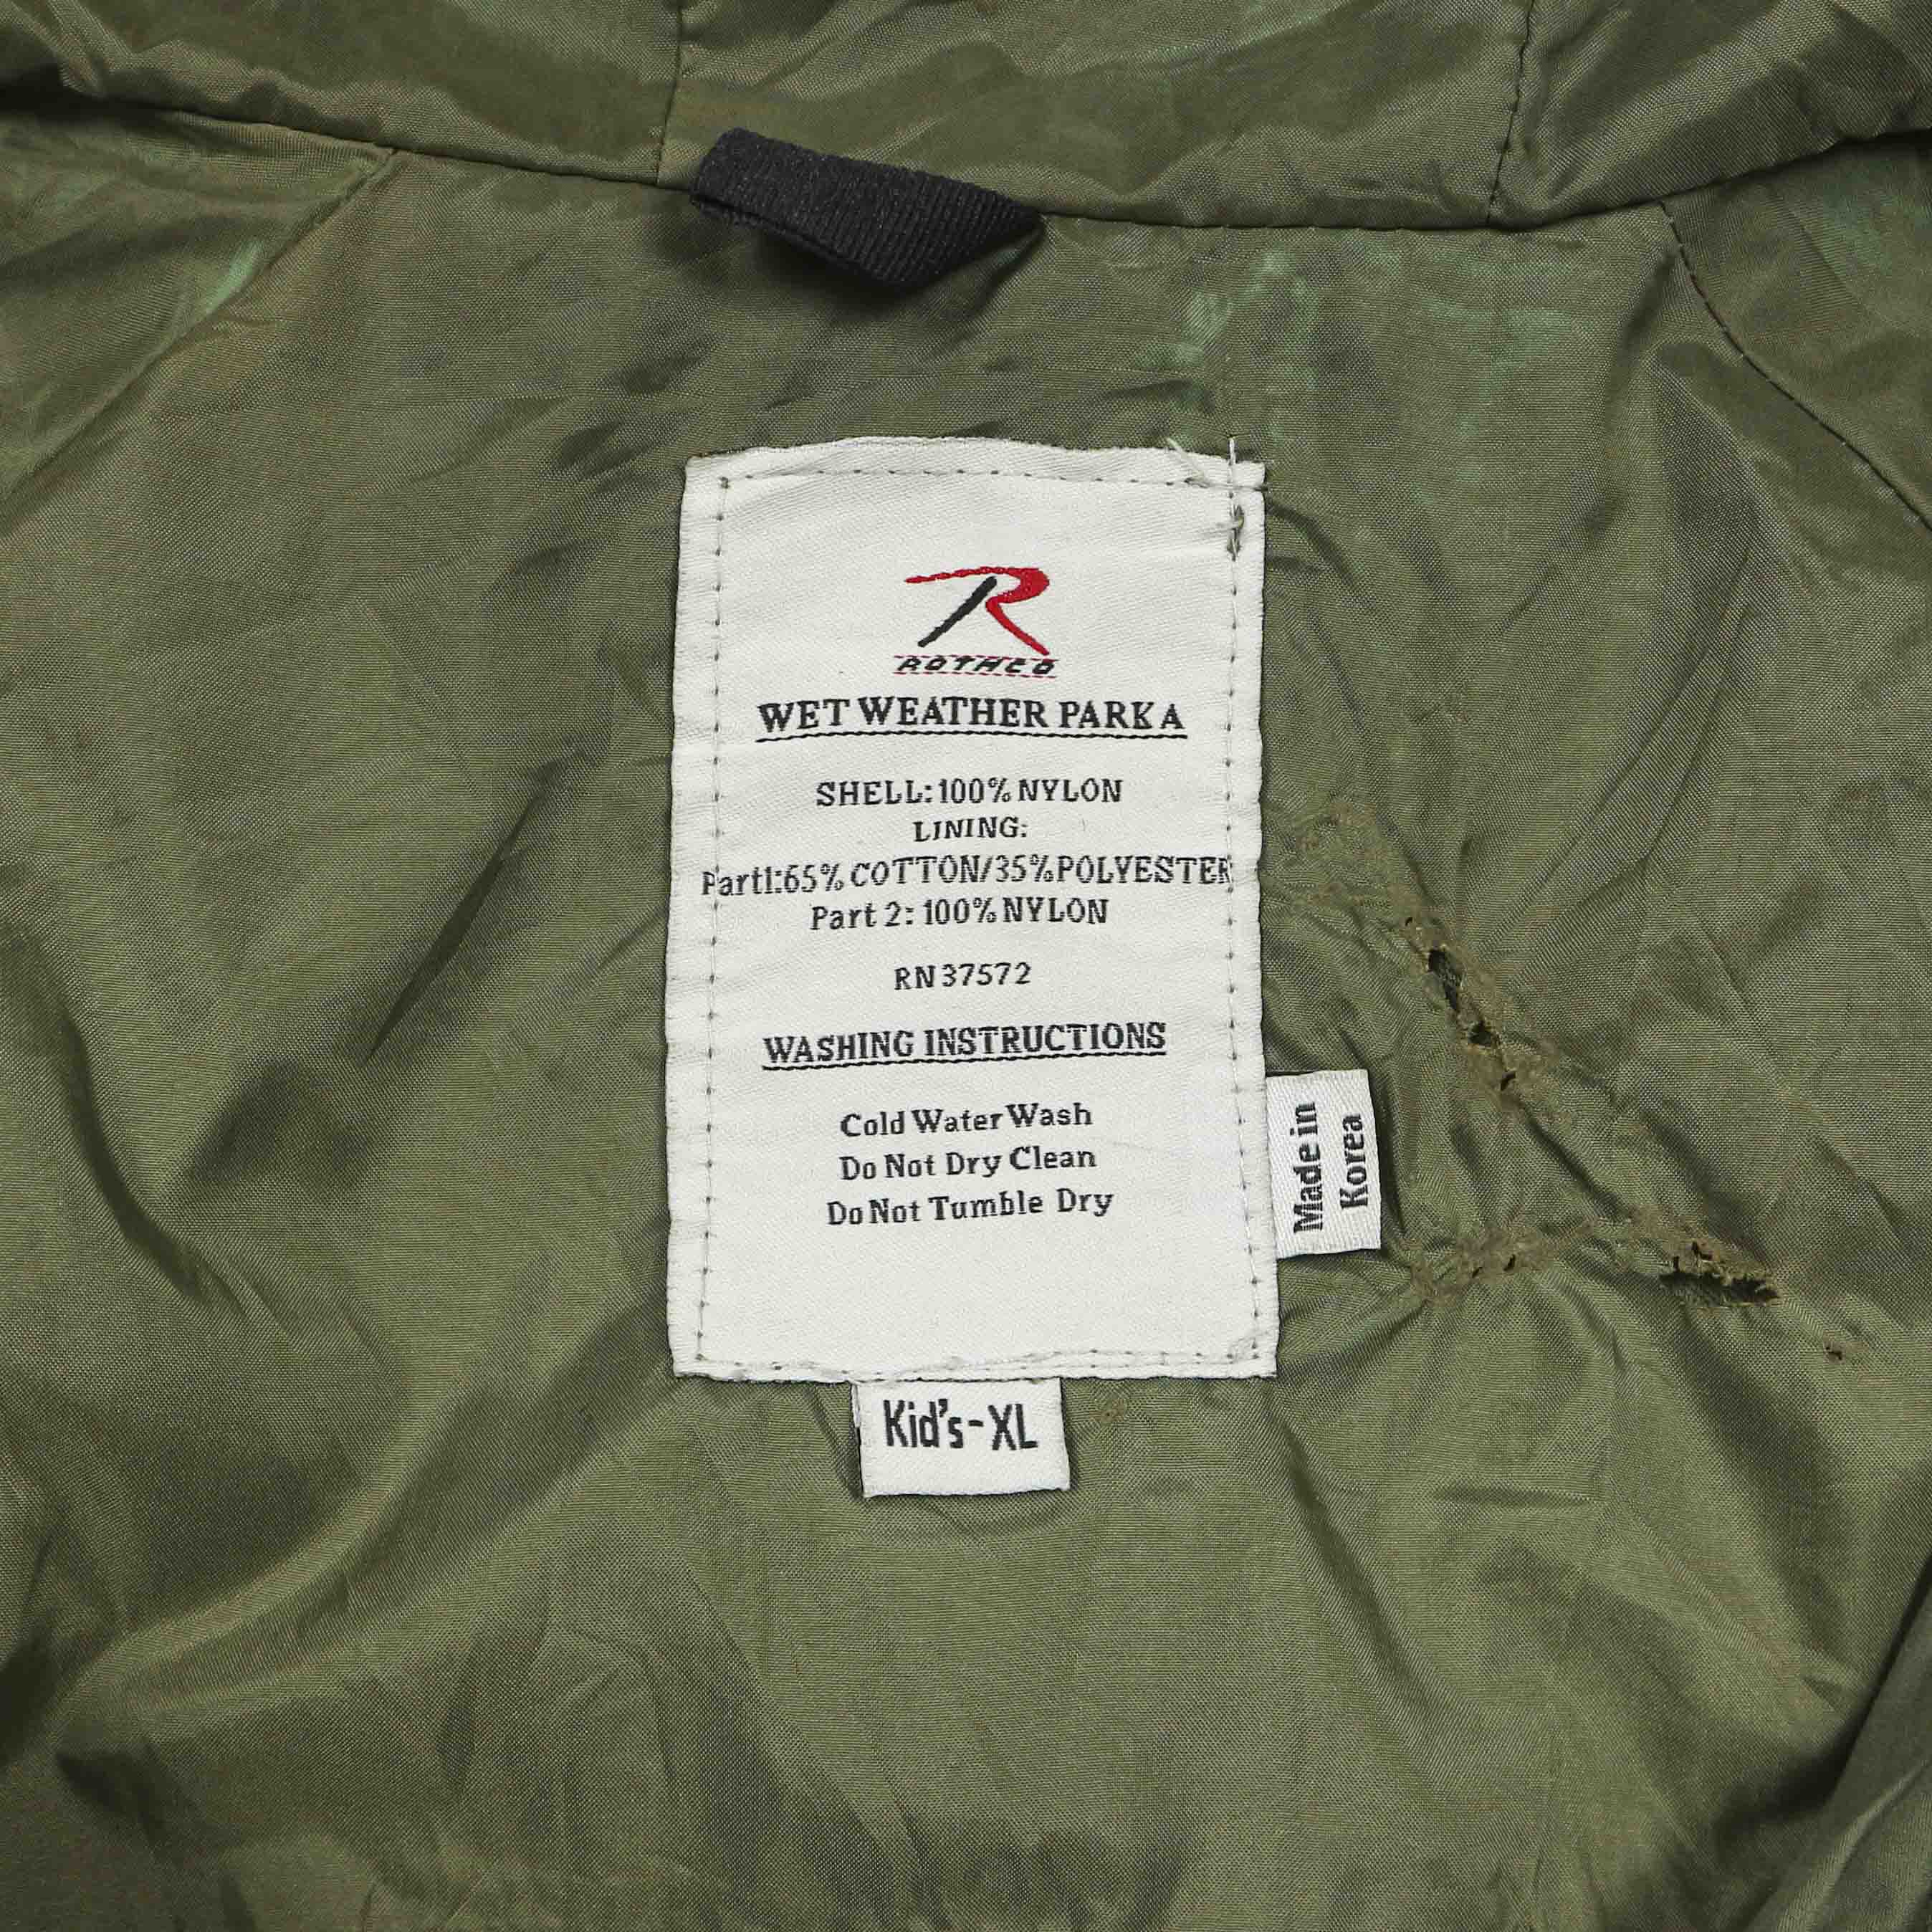 ROTHCO
WET WEATHER PARKA
SHELL: 100% NYLON
LINING:
Part1: 65% COTTON/35% POLYESTER
Part 2: 100% NYLON
RN 37572
WASHING INSTRUCTIONS
Cold Water Wash
Do Not Dry Clean
Do Not Tumble Dry
Made in
Korea
Kid's-XL